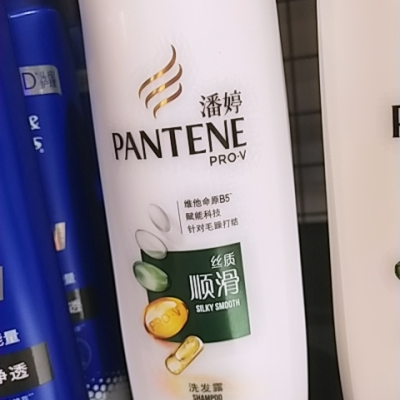 潘婷
PANTENE
PRO-V
维他命原B5
赋能科技
针对毛躁打结
丝质
顺滑
SILKY SMOOTH
洗发露
SHAMPOO